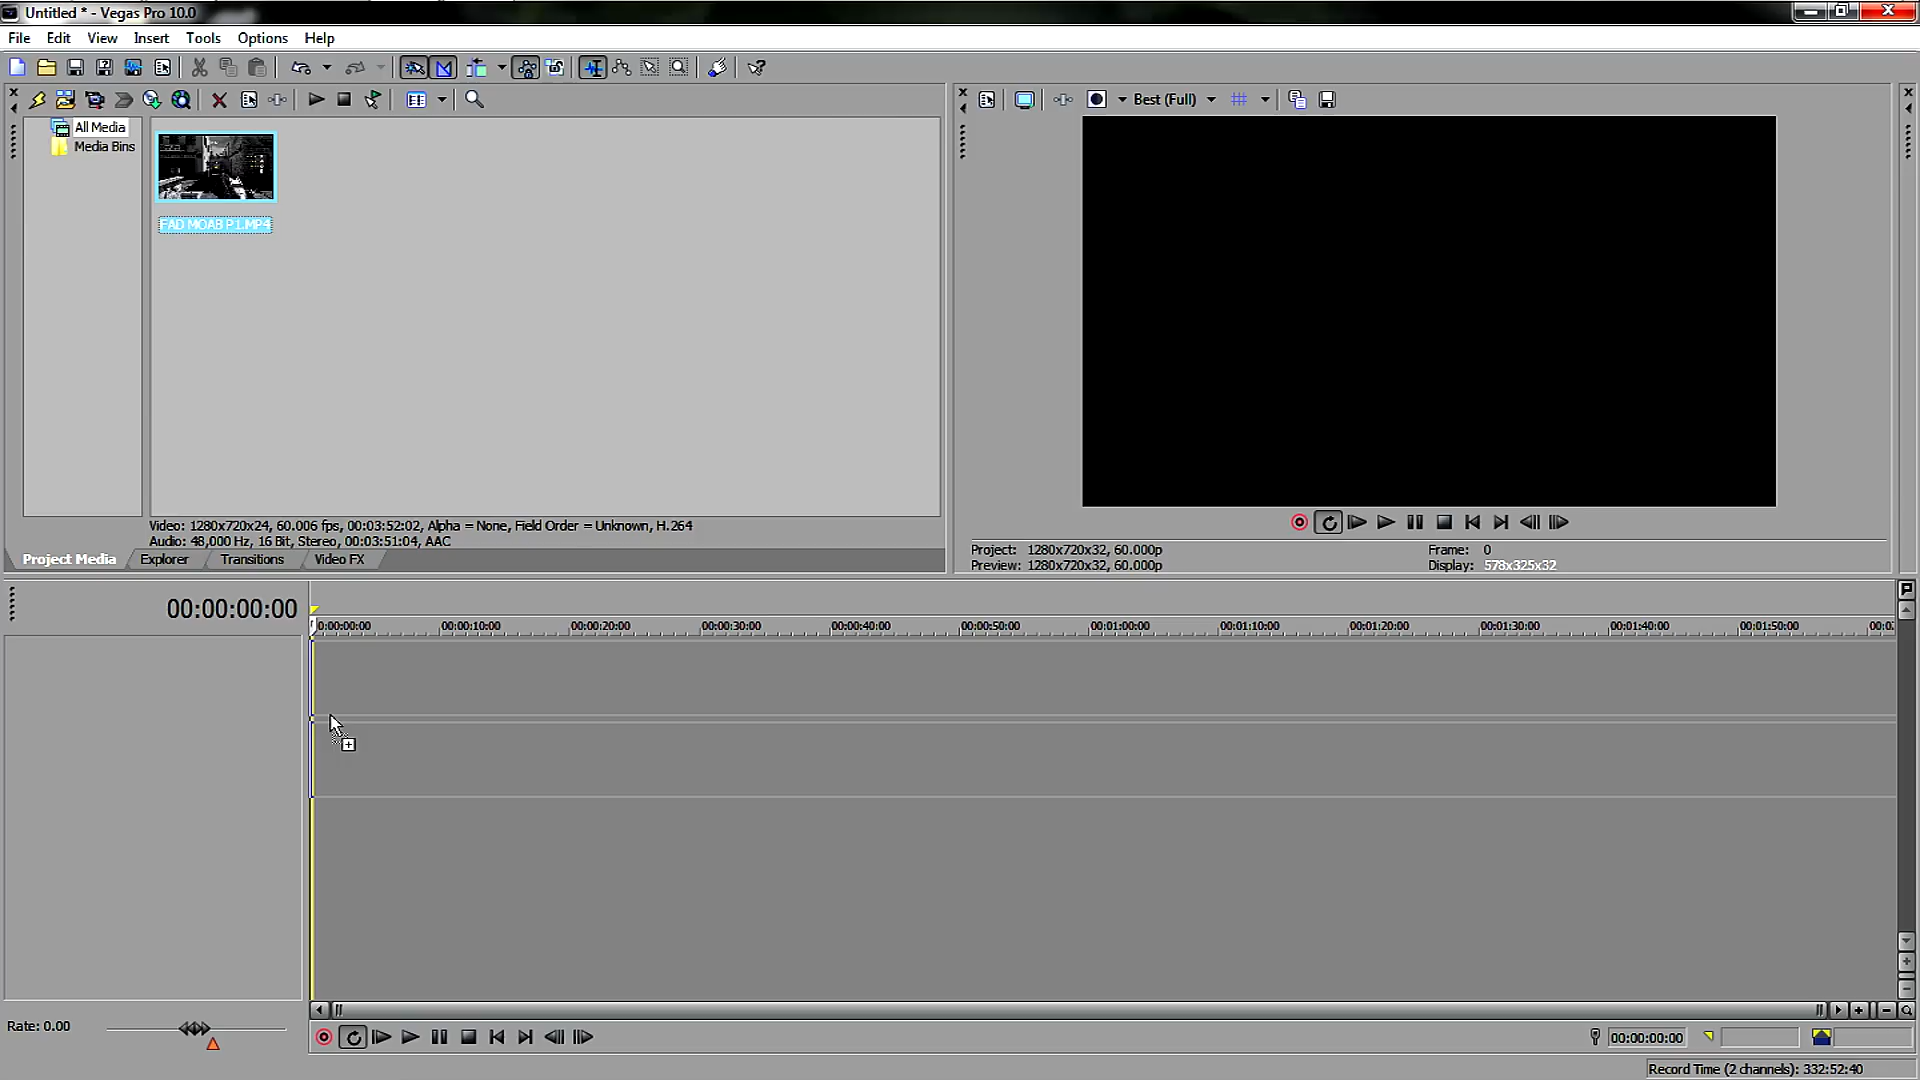 Untitled * - Vegas Pro 10.0
File Edit View Insert Tools Options Help
Best (Full)
All Media
Media Bins
FAD MOAB P1.MP4
Video: 1280x720x24, 60.006 fps, 00:03:52:02, Alpha = None, Field Order = Unknown, H.264
Audio: 48,000 Hz, 16 Bit, Stereo, 00:03:51:04, AAC
Project Media Explorer Transitions Video FX
Project: 1280x720x32, 60.000p
Preview: 1280x720x32, 60.000p
Frame: 0
Display: 578x325x32
00:00:00:00
0:00:00:00 00:00:10:00 00:00:20:00 00:00:30:00 00:00:40:00 00:00:50:00 00:01:00:00 00:01:10:00 00:01:20:00 00:01:30:00 00:01:40:00 00:01:50:00 00:0
Rate: 0.00
00:00:00:00
Record Time (2 channels): 332:52:40